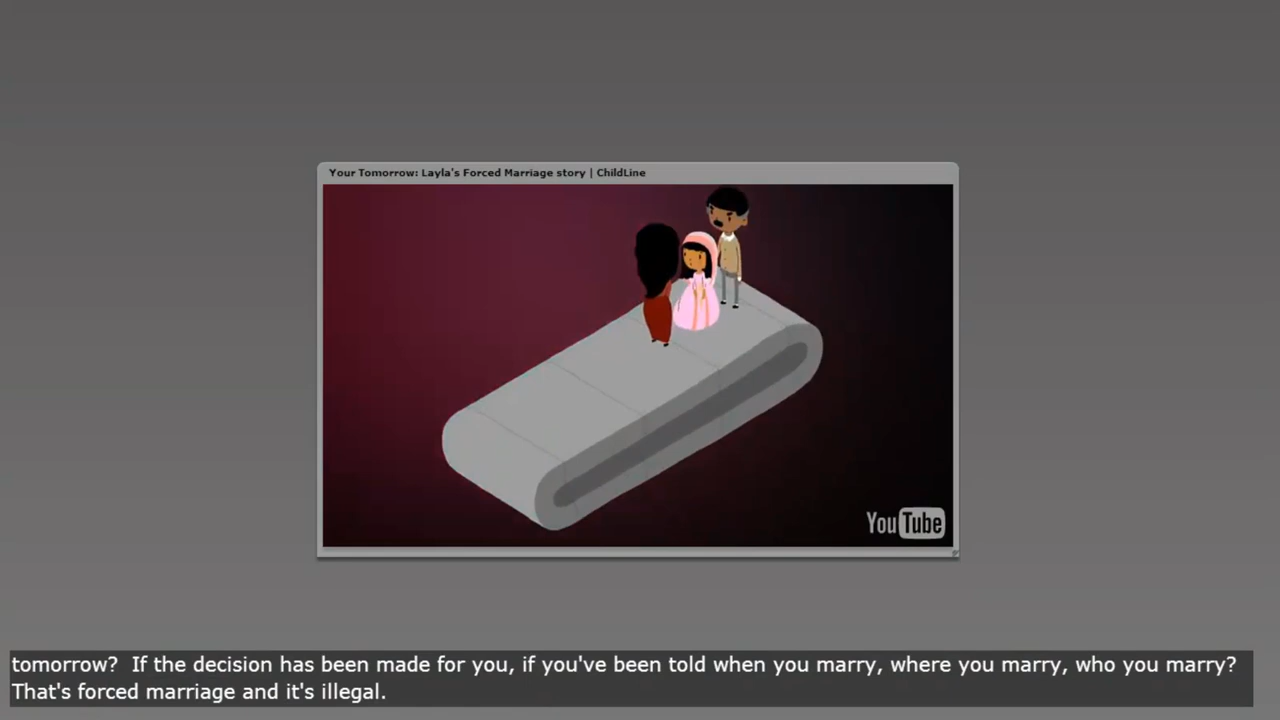 Your Tomorrow: Layla's Forced Marriage story | ChildLine
YouTube
tomorrow?  If the decision has been made for you, if you've been told when you marry, where you marry, who you marry?
That's forced marriage and it's illegal.